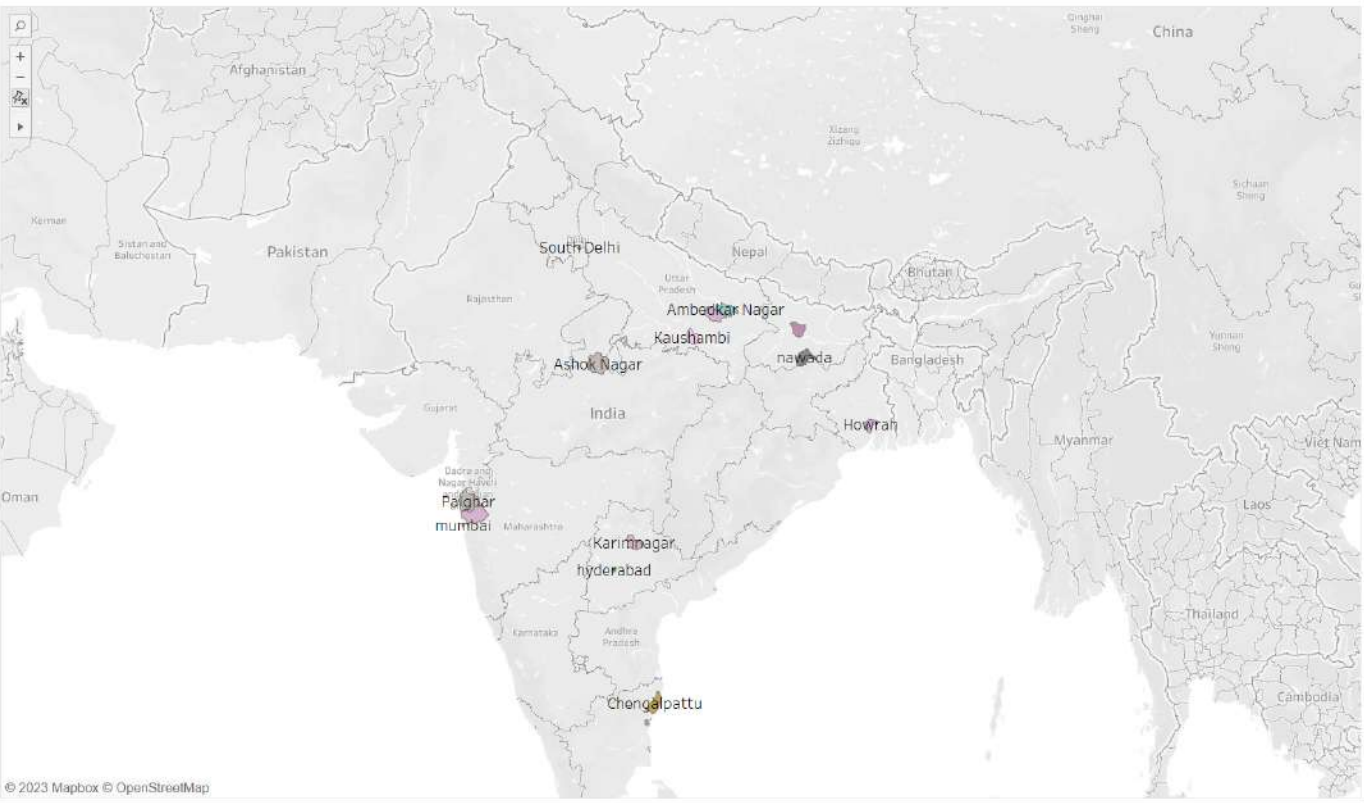 Qinghai
Sheng
China
Afghanistan
Xizang
Zizhiqu
Sichuan
Sheng
Kerman
Sistan and
Baluchestan
Pakistan
South Delhi
Nepal
Bhutan
Uttar
Pradesh
Rajasthan
Ambedkar Nagar
Kaushambi
Yunnan
Sheng
nawada
Bangladesh
Ashok Nagar
Gujarat
India
Howrah
Myanmar
Viet Nam
Dadra and
Nagar Haveli
Oman
Palghar
Laos
mumbai
Maharashtra
Karimnagar
hyderabad
Thailand
Karnataka
Andhra
Pradesh
Chengalpattu
Cambodia
© 2023 Mapbox © OpenStreetMap